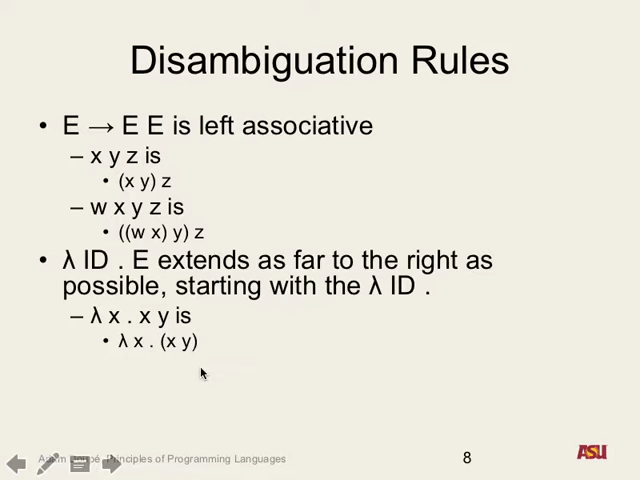 Disambiguation Rules
• E → E E is left associative
– x y z is
• (x y) z
– w x y z is
• ((w x) y) z
• λ ID . E extends as far to the right as
possible, starting with the λ ID .
– λ x . x y is
• λ x . (x y)
Principles of Programming Languages
8
ASU